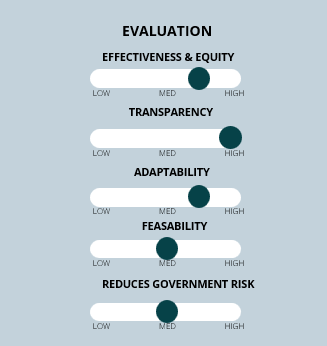 EVALUATION
EFFECTIVENESS & EQUITY
LOW MED HIGH
TRANSPARENCY
LOW MED HIGH
ADAPTABILITY
LOW MED HIGH
FEASABILITY
LOW MED HIGH
REDUCES GOVERNMENT RISK
LOW MED HIGH